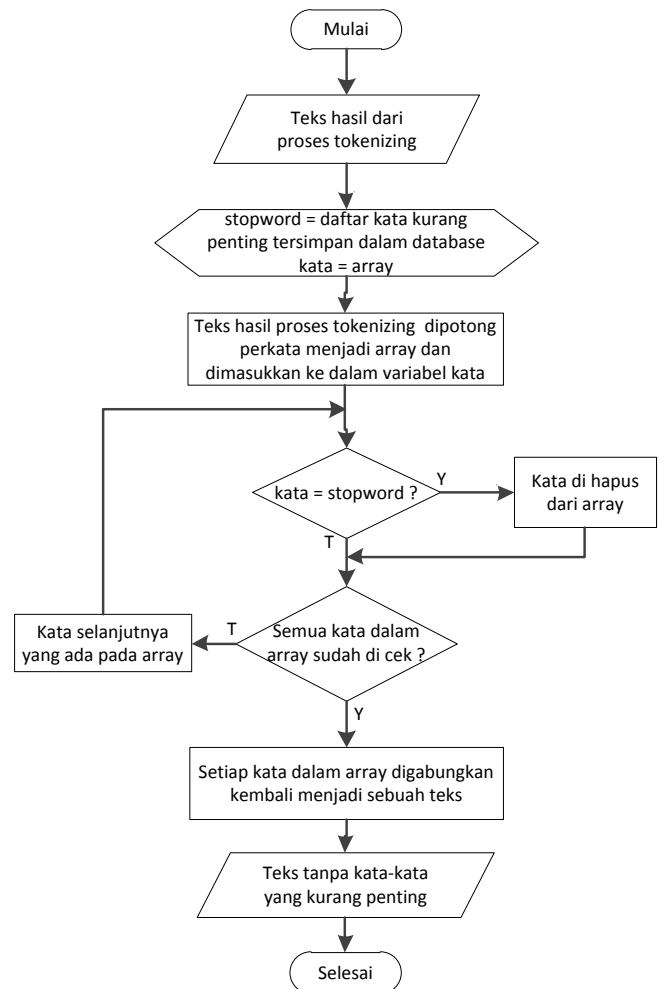 Mulai
Teks hasil dari
proses tokenizing
stopword = daftar kata kurang
penting tersimpan dalam database
kata = array
Teks hasil proses tokenizing dipotong
perkata menjadi array dan
dimasukkan ke dalam variabel kata
kata = stopword ?
Y
Kata di hapus
dari array
T
Semua kata dalam
array sudah di cek ?
T
Kata selanjutnya
yang ada pada array
Y
Setiap kata dalam array digabungkan
kembali menjadi sebuah teks
Teks tanpa kata-kata
yang kurang penting
Selesai